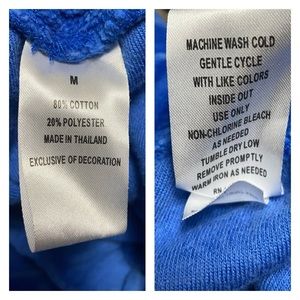 M
80% COTTON
20% POLYESTER
MADE IN THAILAND
EXCLUSIVE OF DECORATION
MACHINE WASH COLD
GENTLE CYCLE
WITH LIKE COLORS
INSIDE OUT
USE ONLY
NON-CHLORINE BLEACH
AS NEEDED
TUMBLE DRY LOW
REMOVE PROMPTLY
WARM IRON AS NEEDED
RN